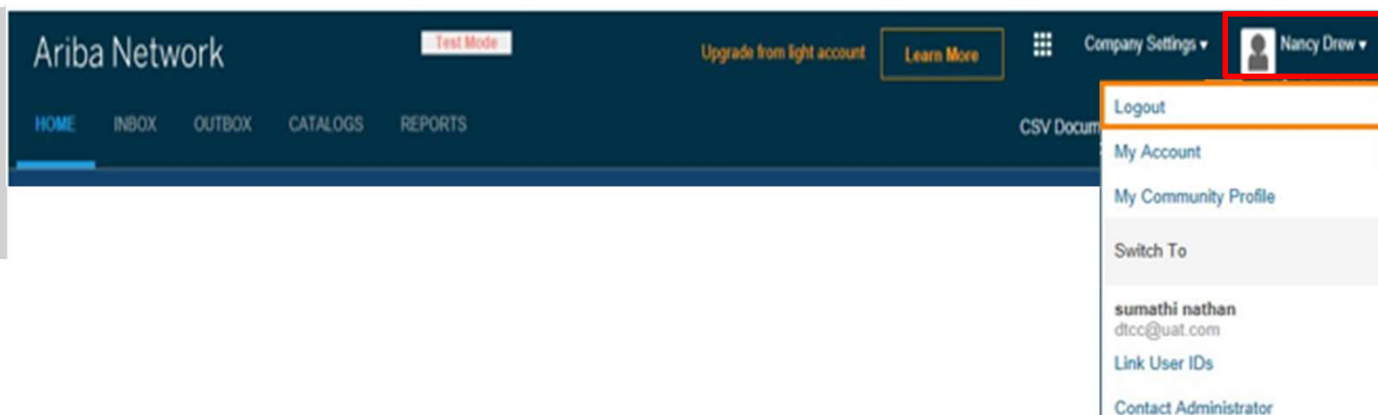 Ariba Network
Test Mode
Upgrade from light account
Learn More
Company Settings ▾
Nancy Drew ▾
HOME INBOX OUTBOX CATALOGS REPORTS
CSV Docum
Logout
My Account
My Community Profile
Switch To
sumathi nathan
dtcc@uat.com
Link User IDs
Contact Administrator